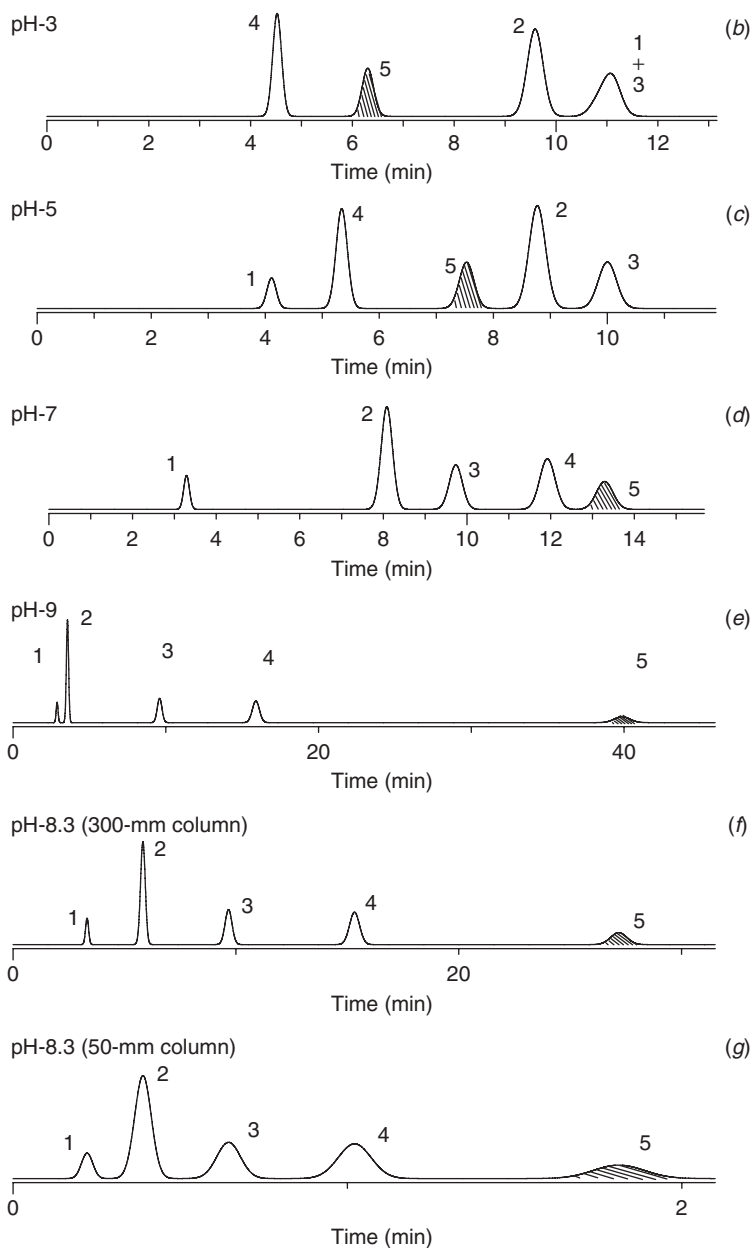 pH-3
(b)
4
5
2
1
+
3
0 2 4 6 8 10 12
Time (min)
pH-5
(c)
1
4
5
2
3
0 2 4 6 8 10
Time (min)
pH-7
(d)
1
2
3
4
5
0 2 4 6 8 10 12 14
Time (min)
pH-9
(e)
1
2
3
4
5
0 20 40
Time (min)
pH-8.3 (300-mm column)
(f)
1
2
3
4
5
0 20
Time (min)
pH-8.3 (50-mm column)
(g)
1
2
3
4
5
0 2
Time (min)